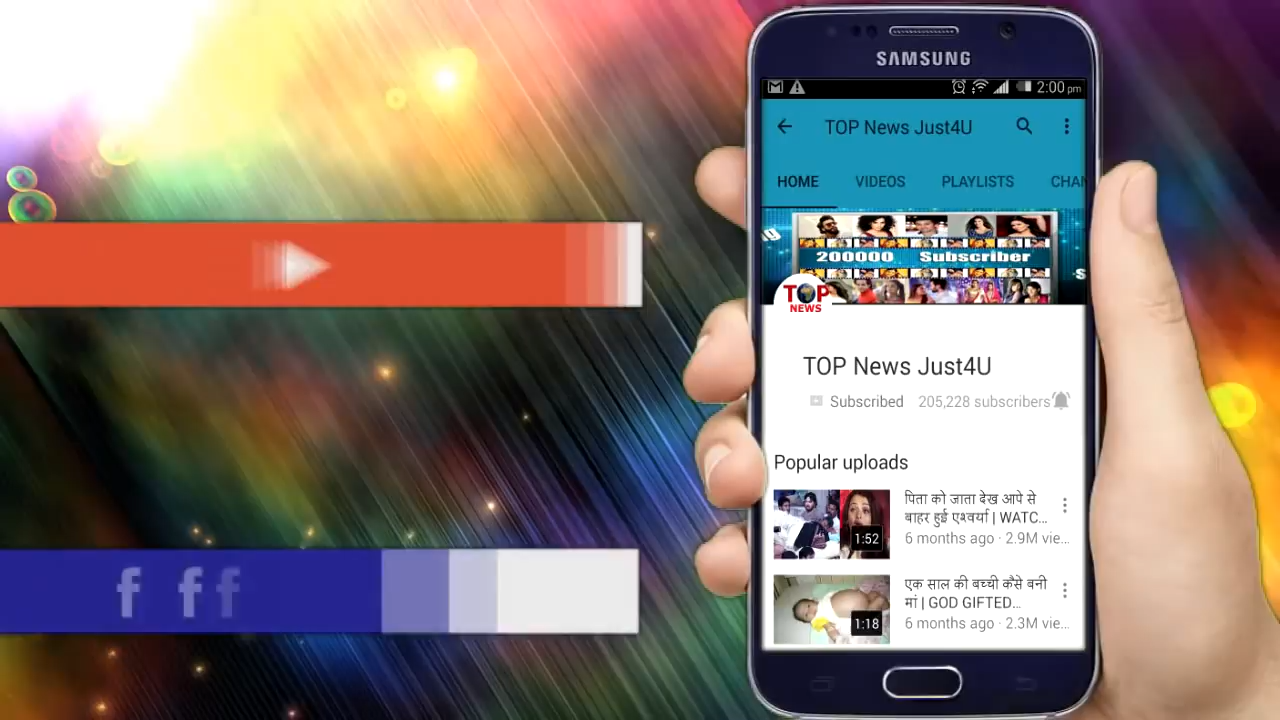 SAMSUNG
2:00 pm
TOP News Just4U
HOME VIDEOS PLAYLISTS CHAN
200000 Subscriber
TOP
NEWS
TOP News Just4U
Subscribed 205,228 subscribers
Popular uploads
पिता को जाता देख आपे से
बाहर हुई एश्वर्या | WATC...
1:52
6 months ago · 2.9M vie...
एक साल की बच्ची कैसे बनी
मां | GOD GIFTED...
1:18
6 months ago · 2.3M vie...
f f f